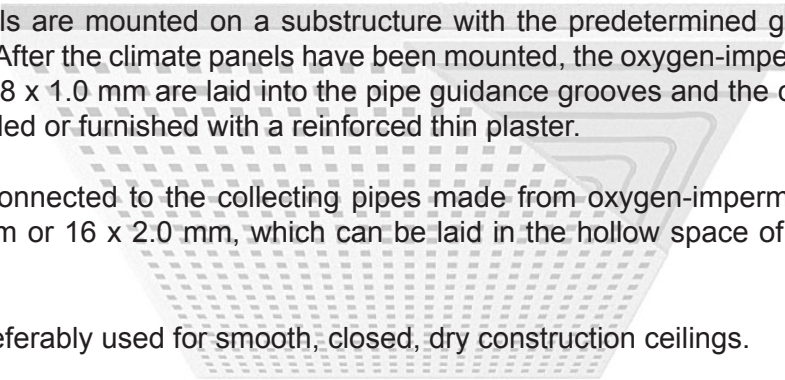 ls are mounted on a substructure with the predetermined g
After the climate panels have been mounted, the oxygen-impe
8 x 1.0 mm are laid into the pipe guidance grooves and the c
led or furnished with a reinforced thin plaster.
onnected to the collecting pipes made from oxygen-imperm
m or 16 x 2.0 mm, which can be laid in the hollow space of
eferably used for smooth, closed, dry construction ceilings.